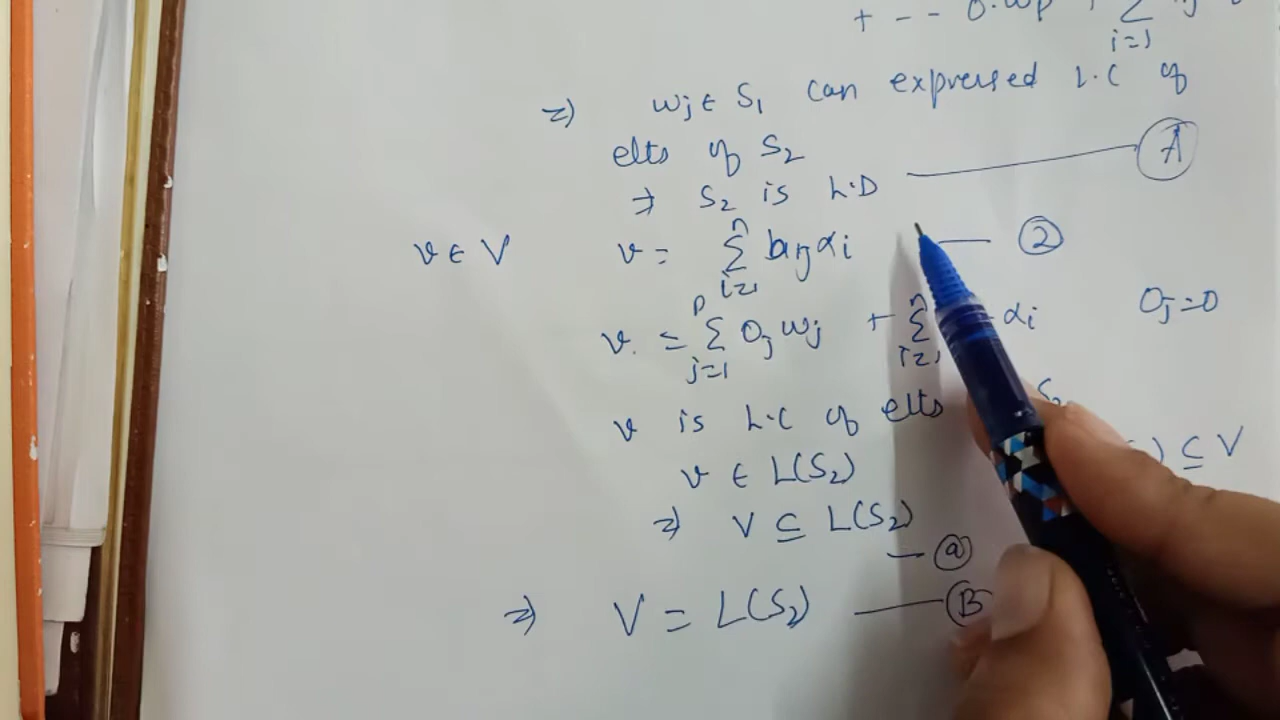 + - - 0·wp + Σ i=1
⇒ wj ∈ S1 can expressed L.C of
elts of S2
⇒ S2 is L.D —— (A)
v ∈ V v = Σ i=1 n bij αi — (2)
v = Σ j=1 p 0j wj + Σ i=1 n αi 0j = 0
v is L.C of elts S2
v ∈ L(S2) ) ⊆ V
⇒ V ⊆ L(S2)
— (a)
⇒ V = L(S2) —— (B)